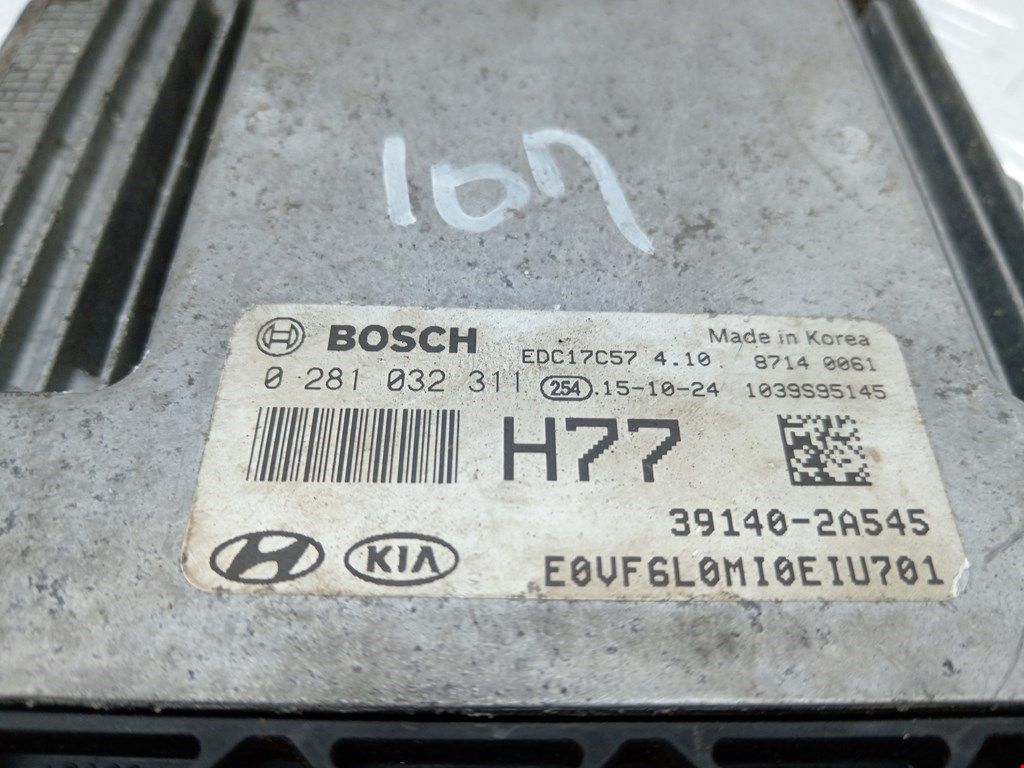 BOSCH
Made in Korea
EDC17C57 4.10 8714 0061
0 281 032 311 254 .15-10-24 1039S95145
H77
39140-2A545
KIA
E0VF6L0MI0EIU701